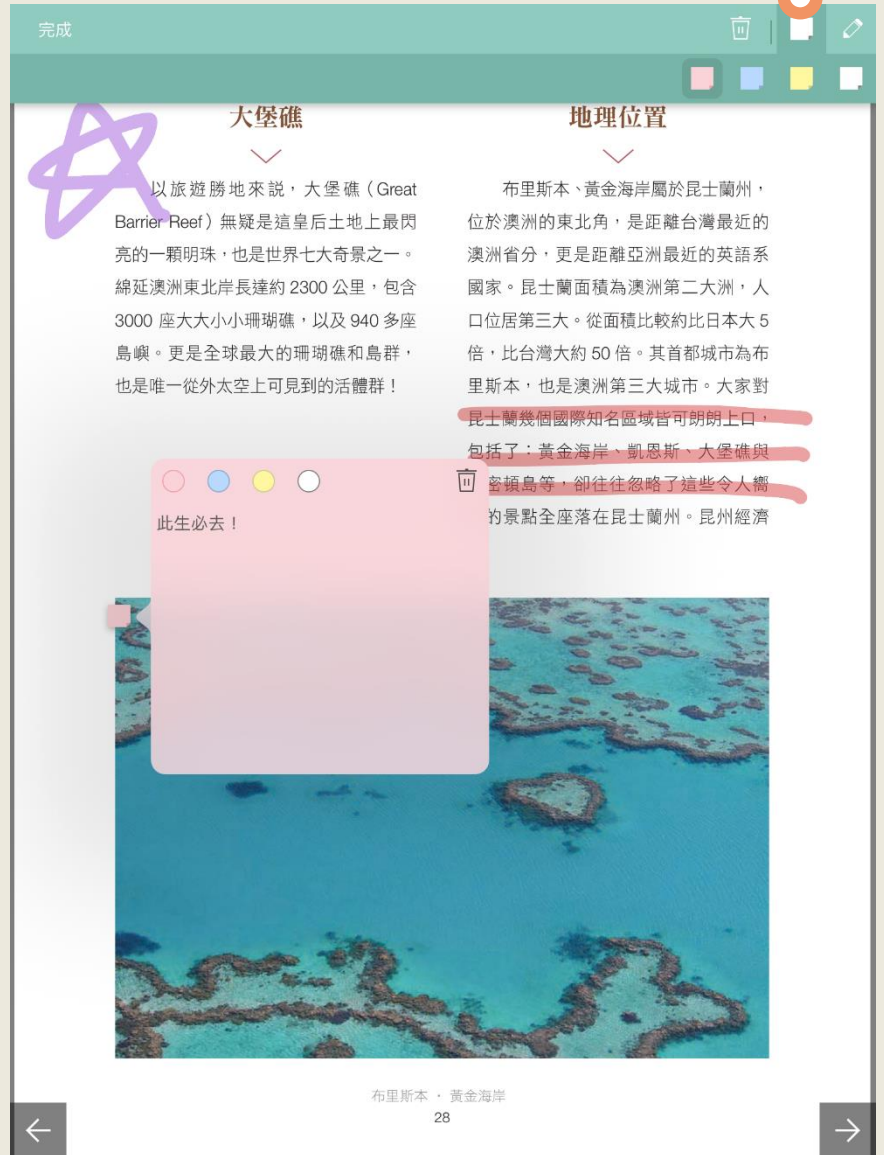 完成
大堡礁
以旅遊勝地來説，大堡礁（Great
Barrier Reef）無疑是這皇后土地上最閃
亮的一顆明珠，也是世界七大奇景之一。
綿延澳洲東北岸長達約 2300 公里，包含
3000 座大大小小珊瑚礁，以及 940 多座
島嶼。更是全球最大的珊瑚礁和島群，
也是唯一從外太空上可見到的活體群！
地理位置
布里斯本、黃金海岸屬於昆士蘭州，
位於澳洲的東北角，是距離台灣最近的
澳洲省分，更是距離亞洲最近的英語系
國家。昆士蘭面積為澳洲第二大洲，人
口位居第三大。從面積比較約比日本大 5
倍，比台灣大約 50 倍。其首都城市為布
里斯本，也是澳洲第三大城市。大家對
昆士蘭幾個國際知名區域皆可朗朗上口，
包括了：黃金海岸、凱恩斯、大堡礁與
密頓島等，卻往往忽略了這些令人嚮
的景點全座落在昆士蘭州。昆州經濟
此生必去！
布里斯本 · 黃金海岸
28